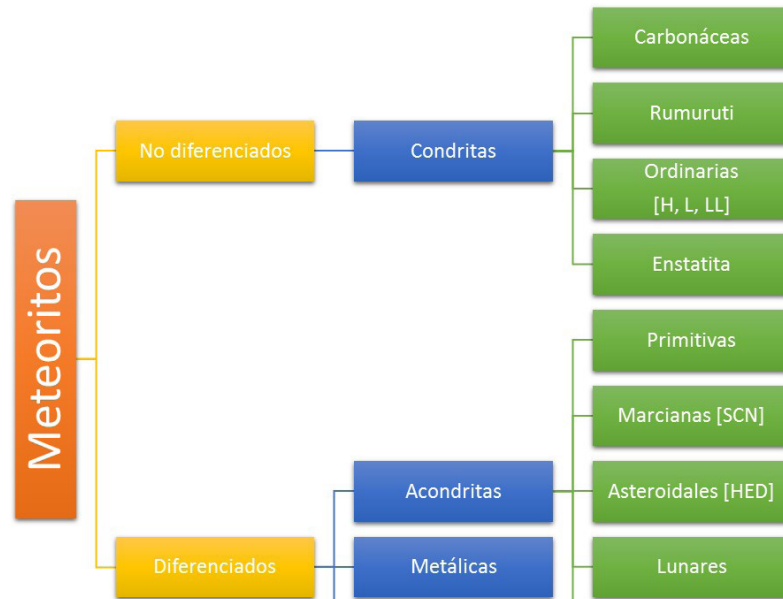 Meteoritos
No diferenciados
Condritas
Carbonáceas
Rumuruti
Ordinarias
[H, L, LL]
Enstatita
Diferenciados
Acondritas
Primitivas
Marcianas [SCN]
Asteroidales [HED]
Lunares
Metálicas